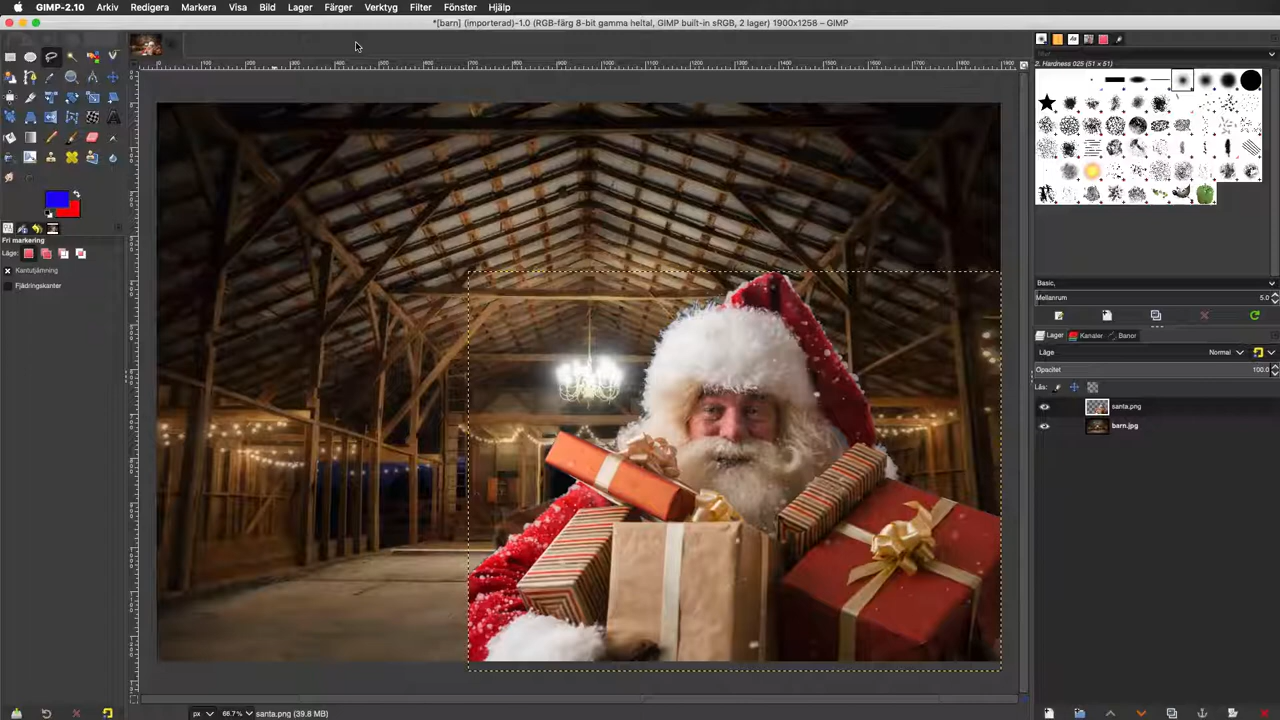 GIMP-2.10 Arkiv Redigera Markera Visa Bild Lager Färger Verktyg Filter Fönster Hjälp
*[barn] (importerad)-1.0 (RGB-färg 8-bit gamma heltal, GIMP built-in sRGB, 2 lager) 1900x1258 – GIMP
2. Hardness 025 (51 × 51)
Fri markering
Läge:
Kantutjämning
Fjädringskanter
Basic,
Mellanrum 5.0
Lager Kanaler Banor
Läge Normal
Opacitet 100.0
Lås:
santa.png
barn.jpg
px 66.7% santa.png (39.8 MB)